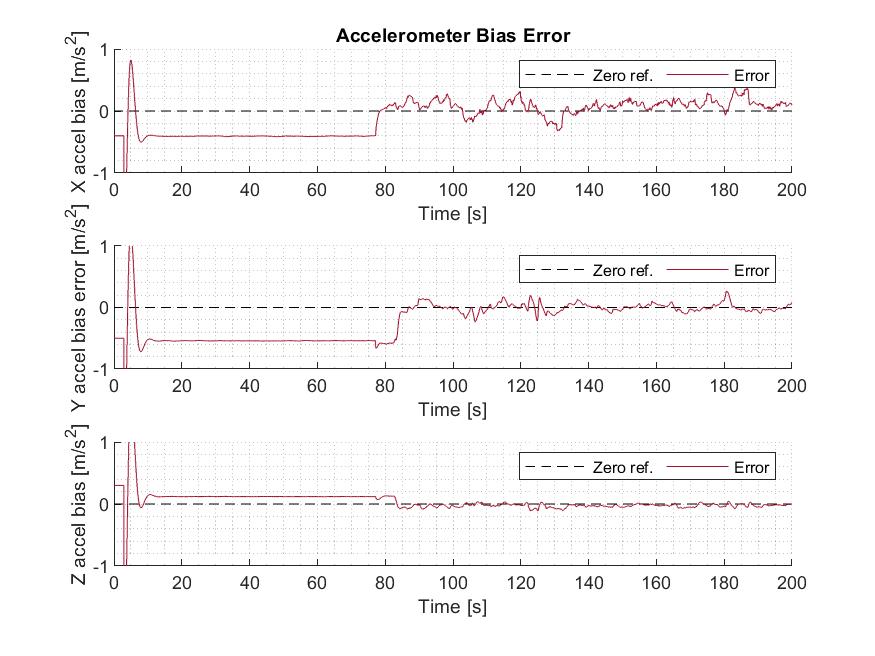 Accelerometer Bias Error
X accel bias [m/s²]
1
0
-1
Zero ref. Error
0 20 40 60 80 100 120 140 160 180 200
Time [s]
Y accel bias error [m/s²]
1
0
-1
Zero ref. Error
0 20 40 60 80 100 120 140 160 180 200
Time [s]
Z accel bias [m/s²]
1
0
-1
Zero ref. Error
0 20 40 60 80 100 120 140 160 180 200
Time [s]